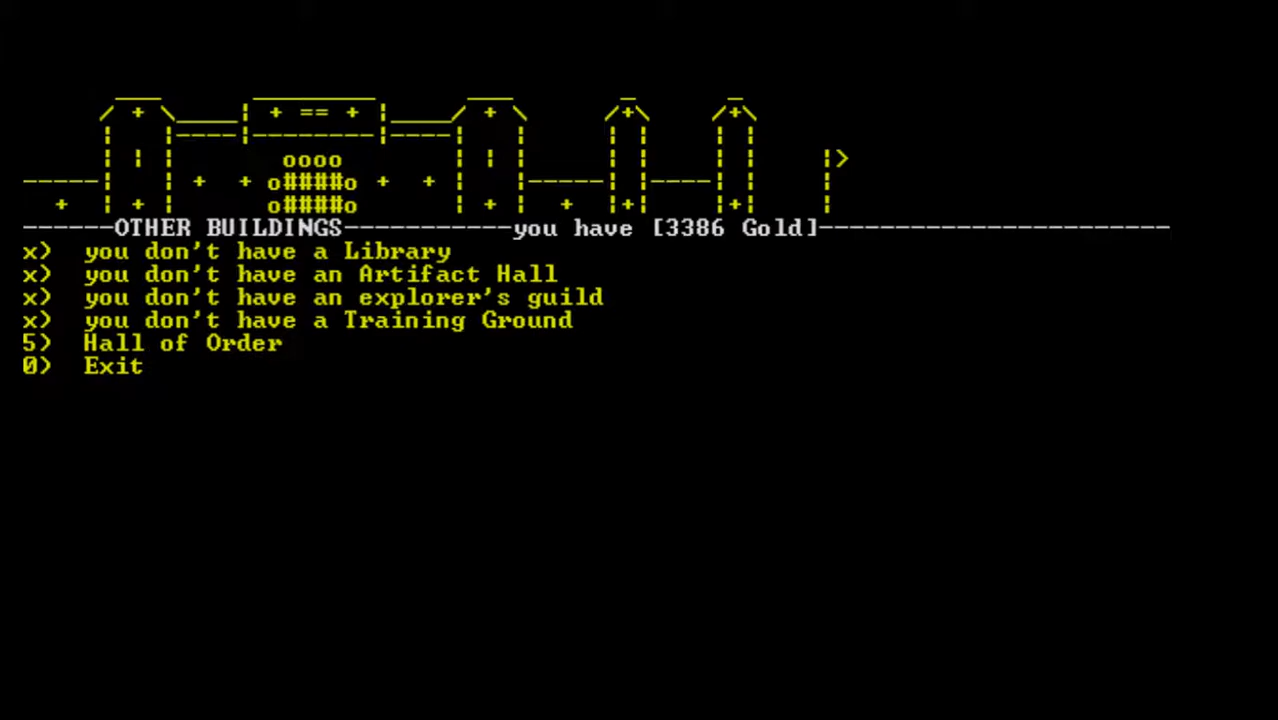 ------OTHER BUILDINGS-----------you have [3386 Gold]-----------------------
x)  you don't have a Library
x)  you don't have an Artifact Hall
x)  you don't have an explorer's guild
x)  you don't have a Training Ground
5)  Hall of Order
0)  Exit